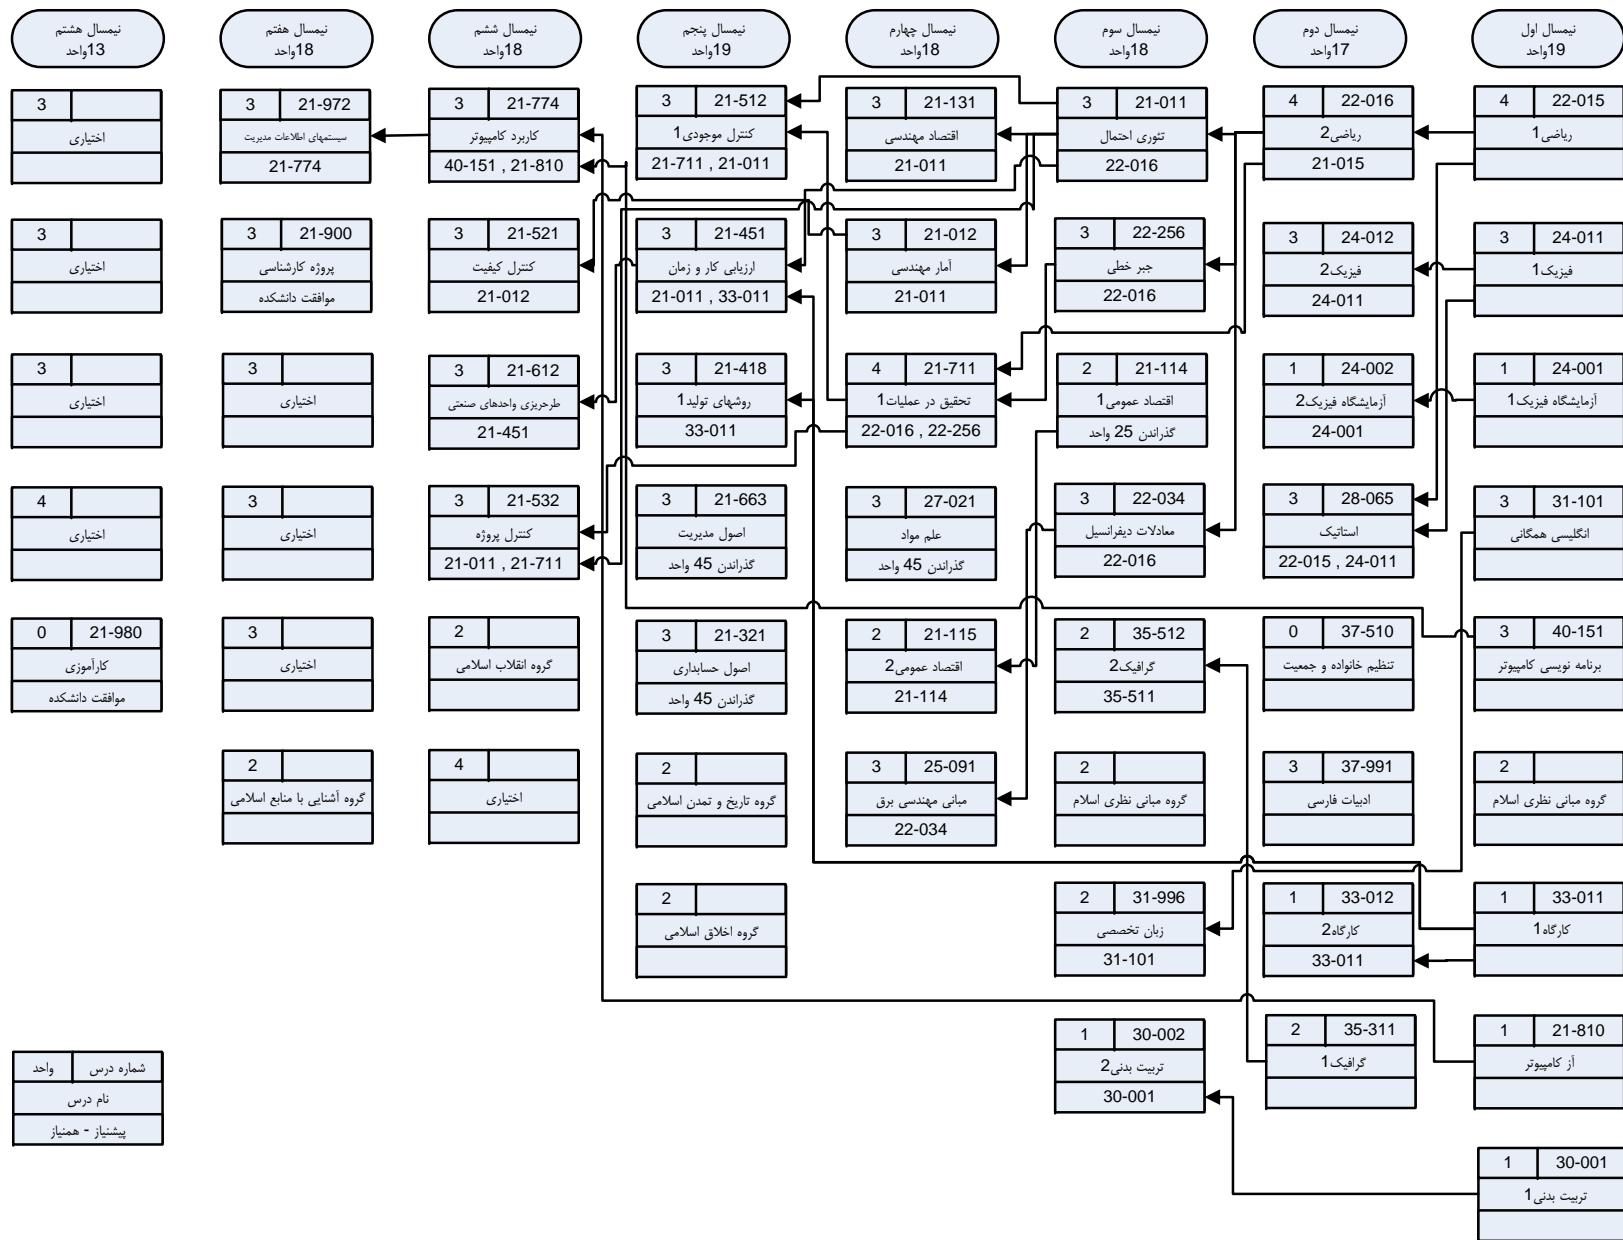 نیمسال اول
19واحد
نیمسال دوم
17واحد
نیمسال سوم
18واحد
نیمسال چهارم
18واحد
نیمسال پنجم
19واحد
نیمسال ششم
18واحد
نیمسال هفتم
18واحد
نیمسال هشتم
13واحد
22-015 4
ریاضی1
24-011 3
فیزیک1
24-001 1
آزمایشگاه فیزیک1
31-101 3
انگلیسی همگانی
40-151 3
برنامه نویسی کامپیوتر
2
گروه مبانی نظری اسلام
33-011 1
کارگاه1
21-810 1
آز کامپیوتر
30-001 1
تربیت بدنی1
22-016 4
ریاضی2
21-015
24-012 3
فیزیک2
24-011
24-002 1
آزمایشگاه فیزیک2
24-001
28-065 3
استاتیک
22-015 , 24-011
37-510 0
تنظیم خانواده و جمعیت
37-991 3
ادبیات فارسی
33-012 1
کارگاه2
33-011
35-311 2
گرافیک1
21-011 3
تئوری احتمال
22-016
22-256 3
جبر خطی
22-016
21-114 2
اقتصاد عمومی1
گذراندن 25 واحد
22-034 3
معادلات دیفرانسیل
22-016
35-512 2
گرافیک2
35-511
2
گروه مبانی نظری اسلام
31-996 2
زبان تخصصی
31-101
30-002 1
تربیت بدنی2
30-001
21-131 3
اقتصاد مهندسی
21-011
21-012 3
آمار مهندسی
21-011
21-711 4
تحقیق در عملیات1
22-016 , 22-256
27-021 3
علم مواد
گذراندن 45 واحد
21-115 2
اقتصاد عمومی2
21-114
25-091 3
مبانی مهندسی برق
22-034
21-512 3
کنترل موجودی1
21-711 , 21-011
21-451 3
ارزیابی کار و زمان
21-011 , 33-011
21-418 3
روشهای تولید1
33-011
21-663 3
اصول مدیریت
گذراندن 45 واحد
21-321 3
اصول حسابداری
گذراندن 45 واحد
2
گروه تاریخ و تمدن اسلامی
2
گروه اخلاق اسلامی
21-774 3
کاربرد کامپیوتر
40-151 , 21-810
21-521 3
کنترل کیفیت
21-012
21-612 3
طرحریزی واحدهای صنعتی
21-451
21-532 3
کنترل پروژه
21-011 , 21-711
2
گروه انقلاب اسلامی
4
اختیاری
21-972 3
سیستمهای اطلاعات مدیریت
21-774
21-900 3
پروژه کارشناسی
موافقت دانشکده
3
اختیاری
3
اختیاری
3
اختیاری
2
گروه آشنایی با منابع اسلامی
3
اختیاری
3
اختیاری
3
اختیاری
4
اختیاری
21-980 0
کارآموزی
موافقت دانشکده
شماره درس واحد
نام درس
پیشنیاز - همنیاز